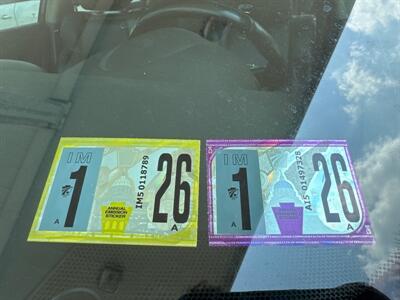 IM
1
A
IM5 0118789
26
A
ANNUAL
EMISSION
STICKER
IM
1
A
A15 01497328
26
A